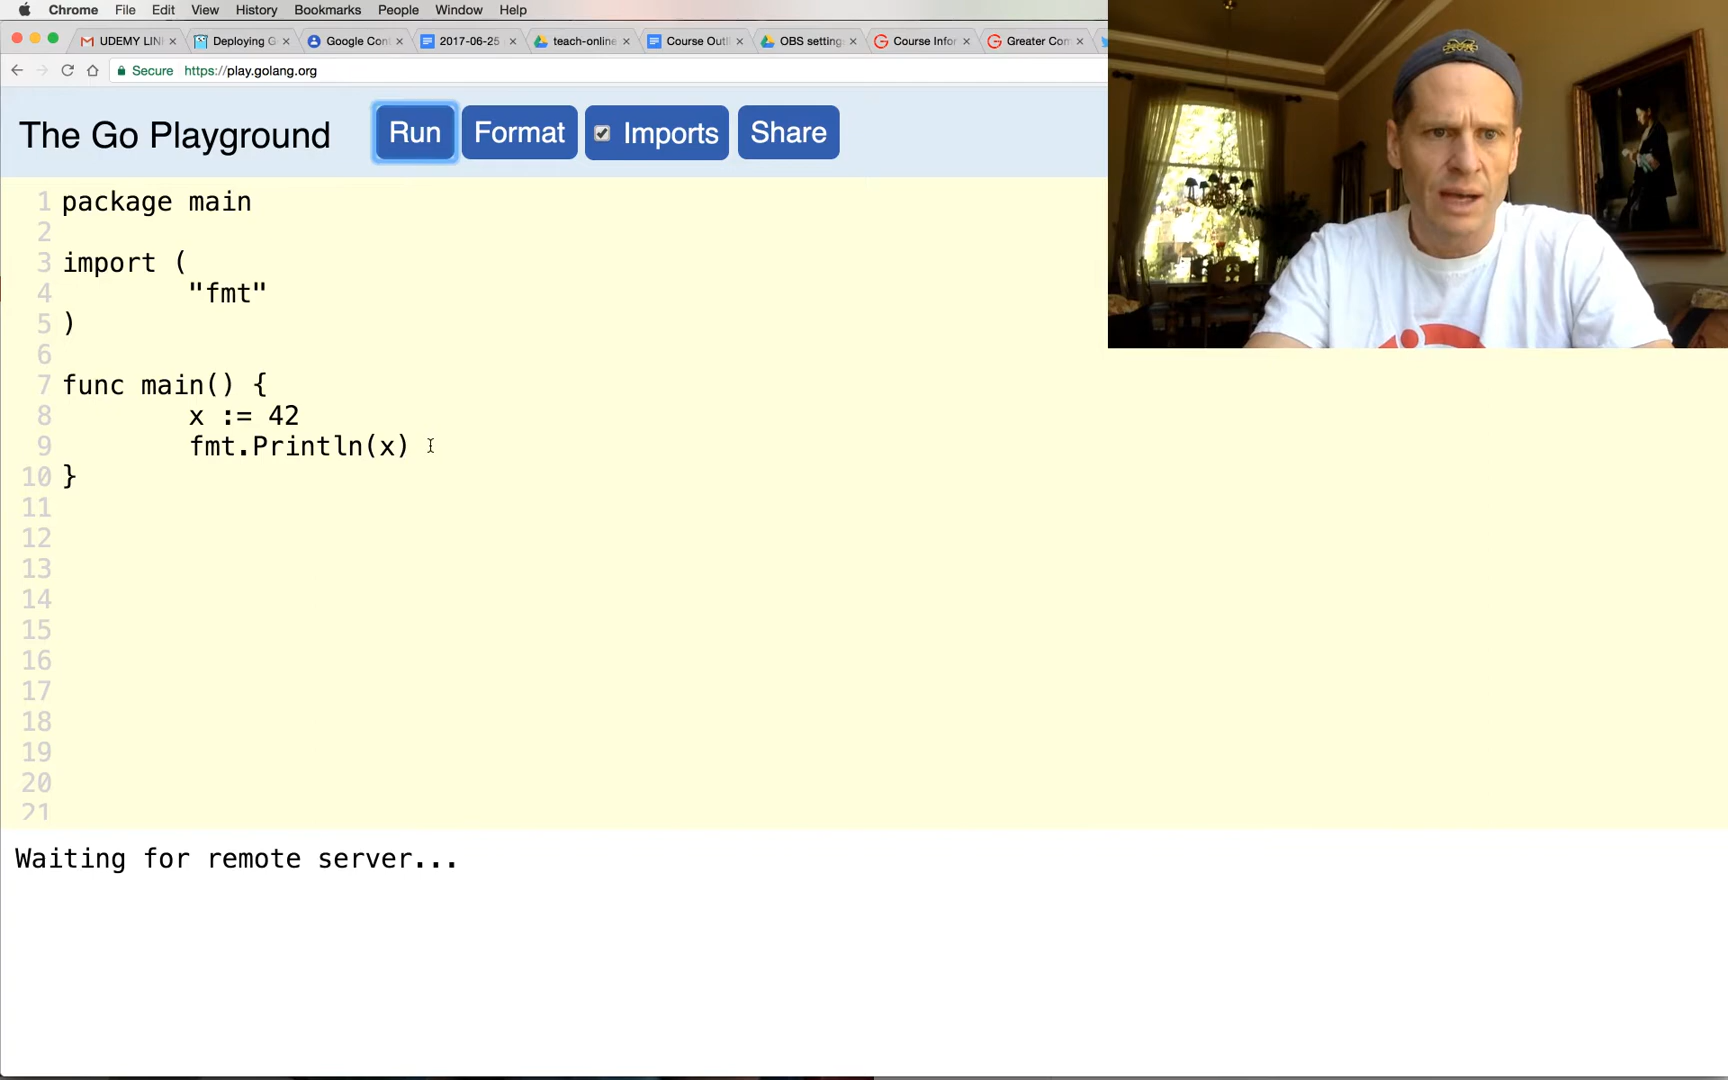 Chrome File Edit View History Bookmarks People Window Help
UDEMY LIN Deploying G Google Con 2017-06-25 teach-online Course Outl OBS setting Course Infor Greater Com
Secure https://play.golang.org
The Go Playground Run Format Imports Share
1 package main
2
3 import (
4 "fmt"
5 )
6
7 func main() {
8 x := 42
9 fmt.Println(x)
10 }
11
12
13
14
15
16
17
18
19
20
21
Waiting for remote server...